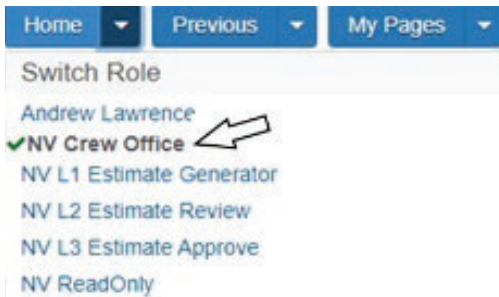 Home Previous My Pages
Switch Role
Andrew Lawrence
NV Crew Office
NV L1 Estimate Generator
NV L2 Estimate Review
NV L3 Estimate Approve
NV ReadOnly